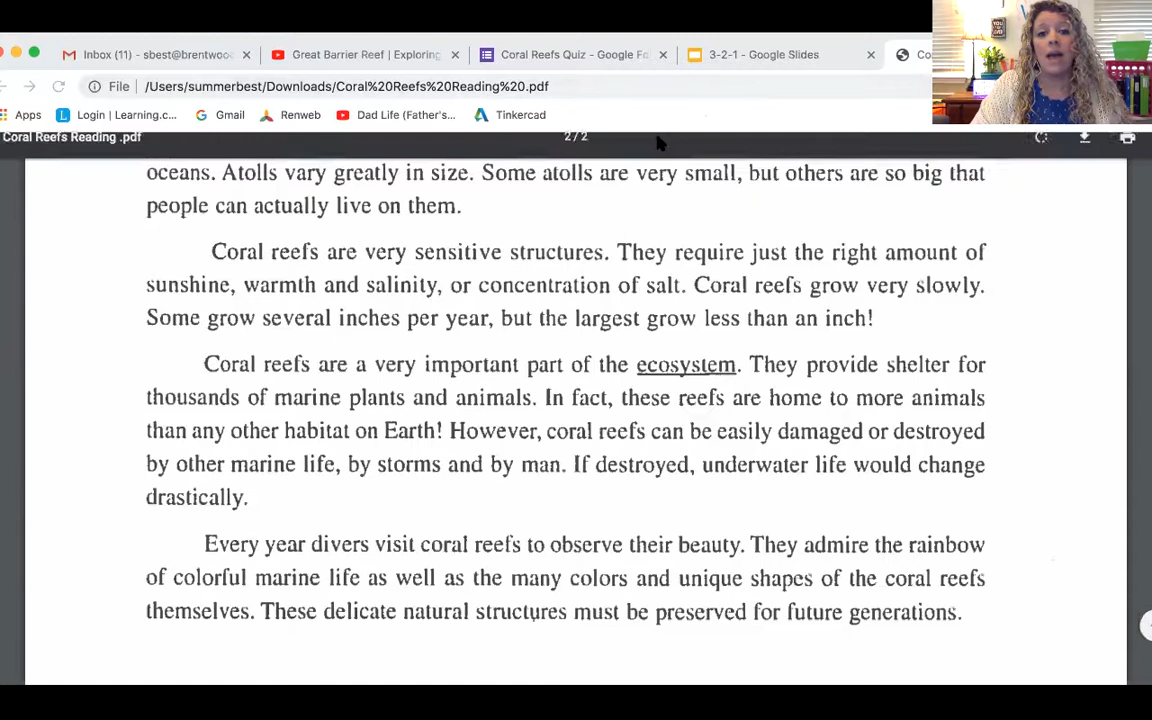 Inbox (11) - sbest@brentwoo
Great Barrier Reef | Exploring
Coral Reefs Quiz - Google Fo
3-2-1 - Google Slides
Co
File
/Users/summerbest/Downloads/Coral%20Reefs%20Reading%20.pdf
Apps
Login | Learning.c...
Gmail
Renweb
Dad Life (Father's...
Tinkercad
Coral Reefs Reading .pdf
2 / 2
oceans. Atolls vary greatly in size. Some atolls are very small, but others are so big that
people can actually live on them.
Coral reefs are very sensitive structures. They require just the right amount of
sunshine, warmth and salinity, or concentration of salt. Coral reefs grow very slowly.
Some grow several inches per year, but the largest grow less than an inch!
Coral reefs are a very important part of the ecosystem. They provide shelter for
thousands of marine plants and animals. In fact, these reefs are home to more animals
than any other habitat on Earth! However, coral reefs can be easily damaged or destroyed
by other marine life, by storms and by man. If destroyed, underwater life would change
drastically.
Every year divers visit coral reefs to observe their beauty. They admire the rainbow
of colorful marine life as well as the many colors and unique shapes of the coral reefs
themselves. These delicate natural structures must be preserved for future generations.